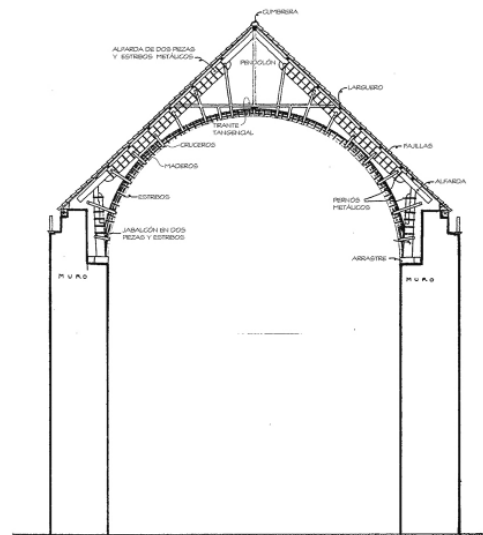 CUMBRERA
ALFARDA DE DOS PIEZAS
Y ESTRIBOS METÁLICOS
PENDOLÓN
LARGUERO
TIRANTE
TANGENCIAL
CRUCEROS
FAJILLAS
MADEROS
ALFARDA
ESTRIBOS
PERNOS
METÁLICOS
JABALCÓN EN DOS
PIEZAS Y ESTRIBOS
ARRASTRE
MURO
MURO